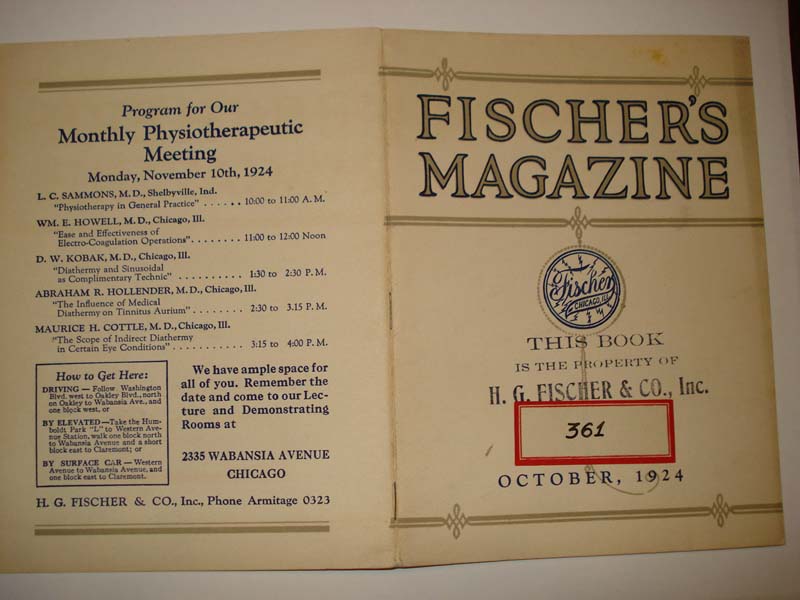 Program for Our
Monthly Physiotherapeutic
Meeting
Monday, November 10th, 1924
L. C. SAMMONS, M. D., Shelbyville, Ind.
"Physiotherapy in General Practice" . . . . . . 10:00 to 11:00 A. M.
WM. E. HOWELL, M. D., Chicago, Ill.
"Ease and Effectiveness of
Electro-Coagulation Operations" . . . . . . . . 11:00 to 12:00 Noon
D. W. KOBAK, M. D., Chicago, Ill.
"Diathermy and Sinusoidal
as Complimentary Technic" . . . . . . . . . . 1:30 to 2:30 P. M.
ABRAHAM R. HOLLENDER, M. D., Chicago, Ill.
"The Influence of Medical
Diathermy on Tinnitus Aurium" . . . . . . . 2:30 to 3.15 P. M.
MAURICE H. COTTLE, M. D., Chicago, Ill.
"The Scope of Indirect Diathermy
in Certain Eye Conditions" . . . . . . . . . 3:15 to 4:00 P. M.
How to Get Here:
DRIVING — Follow Washington
Blvd. west to Oakley Blvd., north
on Oakley to Wabansia Ave., and
one block west, or
BY ELEVATED—Take the Hum-
boldt Park "L" to Western Ave-
nue Station, walk one block north
to Wabansia Avenue and a short
block east to Claremont; or
BY SURFACE CAR — Western
Avenue to Wabansia Avenue, and
one block east to Claremont.
We have ample space for
all of you. Remember the
date and come to our Lec-
ture and Demonstrating
Rooms at
2335 WABANSIA AVENUE
CHICAGO
H. G. FISCHER & CO., Inc., Phone Armitage 0323
FISCHER'S
MAGAZINE
Fischer
CHICAGO, ILL.
THIS BOOK
IS THE PROPERTY OF
H. G. FISCHER & CO., Inc.
361
OCTOBER, 1924